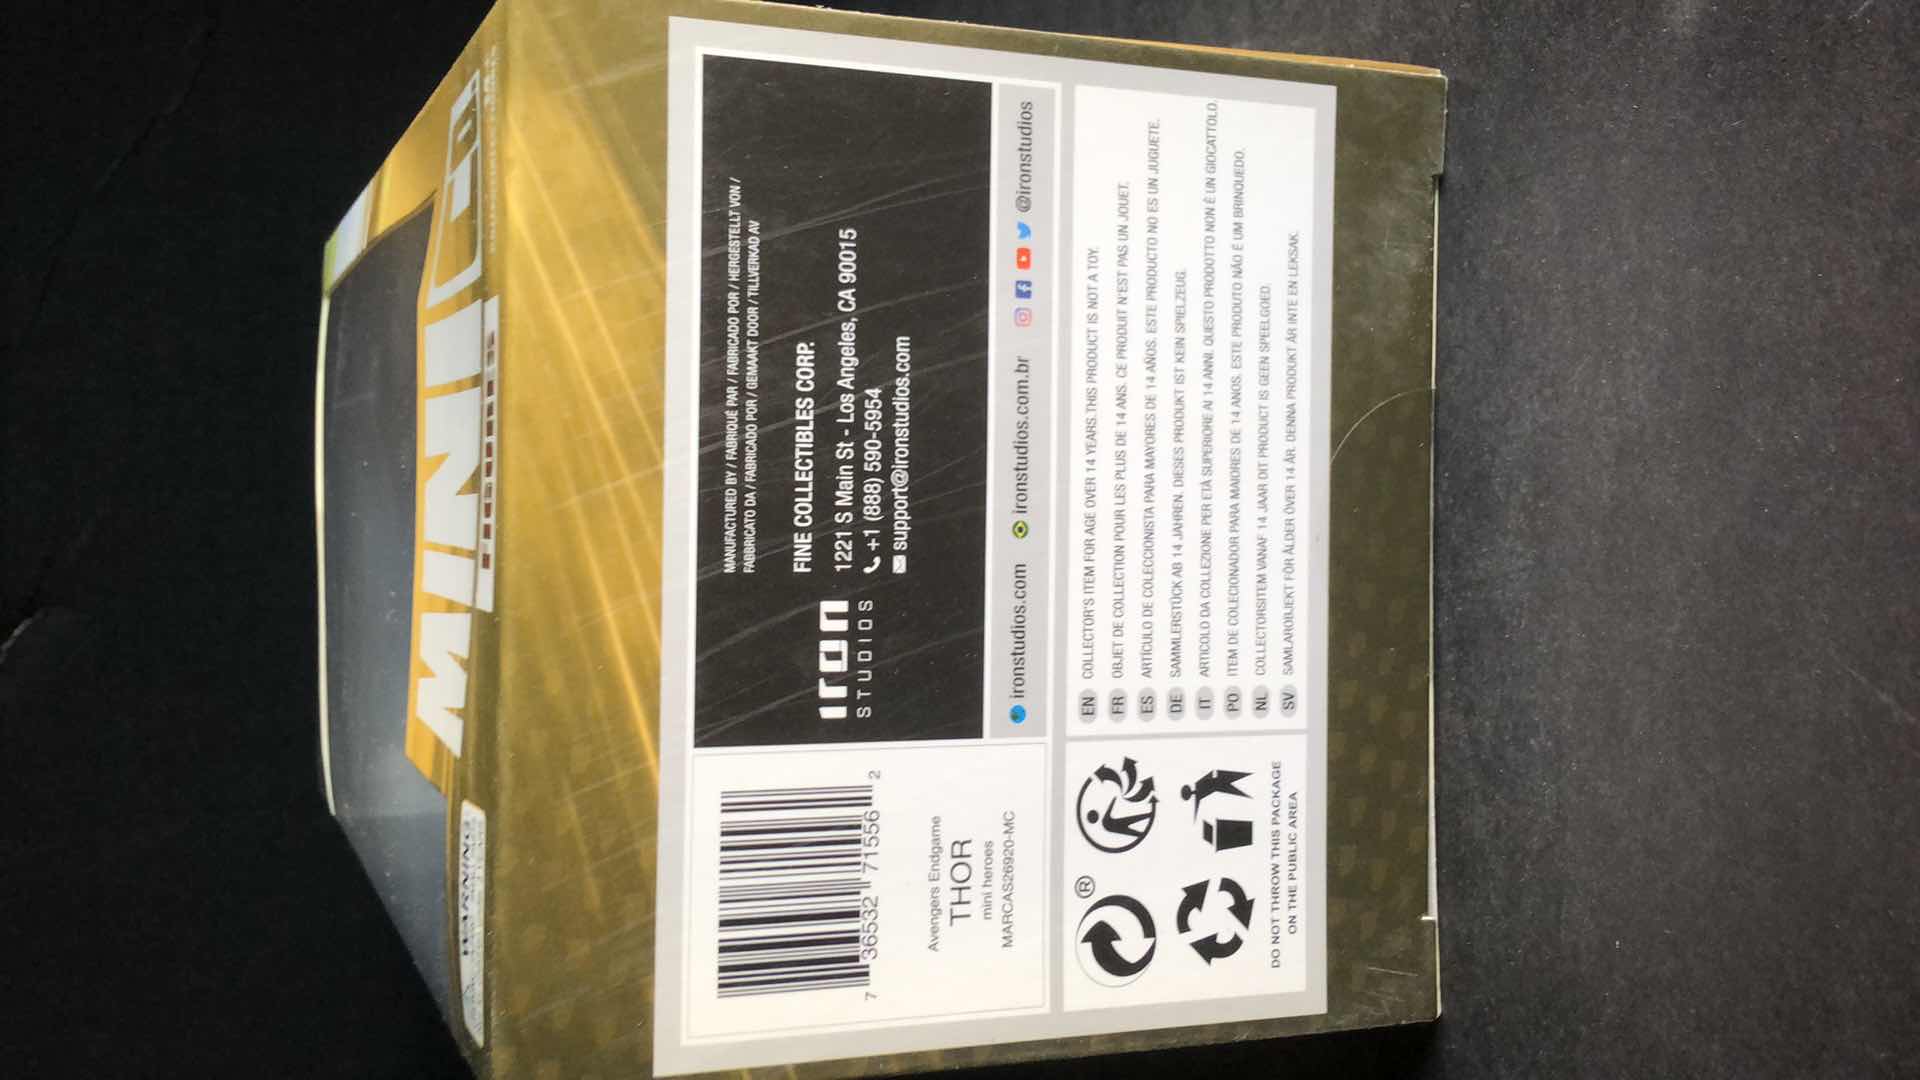 MINI CO.
WARNING
7 36532 71556 2
Avengers Endgame
THOR
mini heroes
MARCAS26920-MC
iron
STUDIOS
MANUFACTURED BY / FABRIQUÉ PAR / FABRICADO POR / HERGESTELLT VON /
FABBRICATO DA / FABRICADO POR / GEMAAKT DOOR / TILLVERKAD AV
FINE COLLECTIBLES CORP.
1221 S Main St - Los Angeles, CA 90015
+1 (888) 590-5954
support@ironstudios.com
ironstudios.com ironstudios.com.br @ironstudios
®
DO NOT THROW THIS PACKAGE
ON THE PUBLIC AREA
EN COLLECTOR'S ITEM FOR AGE OVER 14 YEARS.THIS PRODUCT IS NOT A TOY.
FR OBJET DE COLLECTION POUR LES PLUS DE 14 ANS. CE PRODUIT N'EST PAS UN JOUET.
ES ARTÍCULO DE COLECCIONISTA PARA MAYORES DE 14 AÑOS. ESTE PRODUCTO NO ES UN JUGUETE.
DE SAMMLERSTÜCK AB 14 JAHREN. DIESES PRODUKT IST KEIN SPIELZEUG.
IT ARTICOLO DA COLLEZIONE PER ETÀ SUPERIORE AI 14 ANNI. QUESTO PRODOTTO NON È UN GIOCATTOLO.
PO ITEM DE COLECIONADOR PARA MAIORES DE 14 ANOS. ESTE PRODUTO NÃO É UM BRINQUEDO.
NL COLLECTORSITEM VANAF 14 JAAR DIT PRODUCT IS GEEN SPEELGOED.
SV SAMLAROBJEKT FÖR ÅLDER ÖVER 14 ÅR. DENNA PRODUKT ÄR INTE EN LEKSAK.